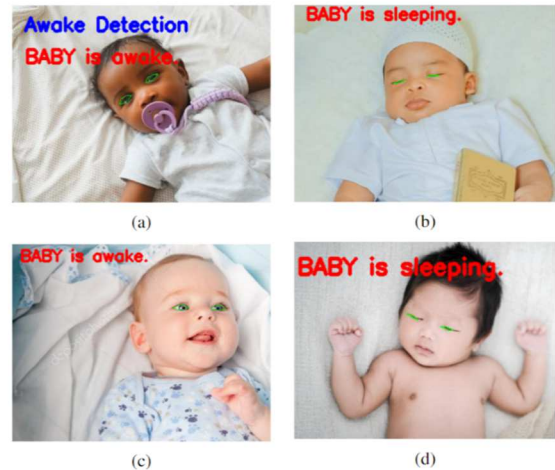 Awake Detection
BABY is awake.
BABY is sleeping.
(a)
(b)
BABY is awake.
BABY is sleeping.
(c)
(d)